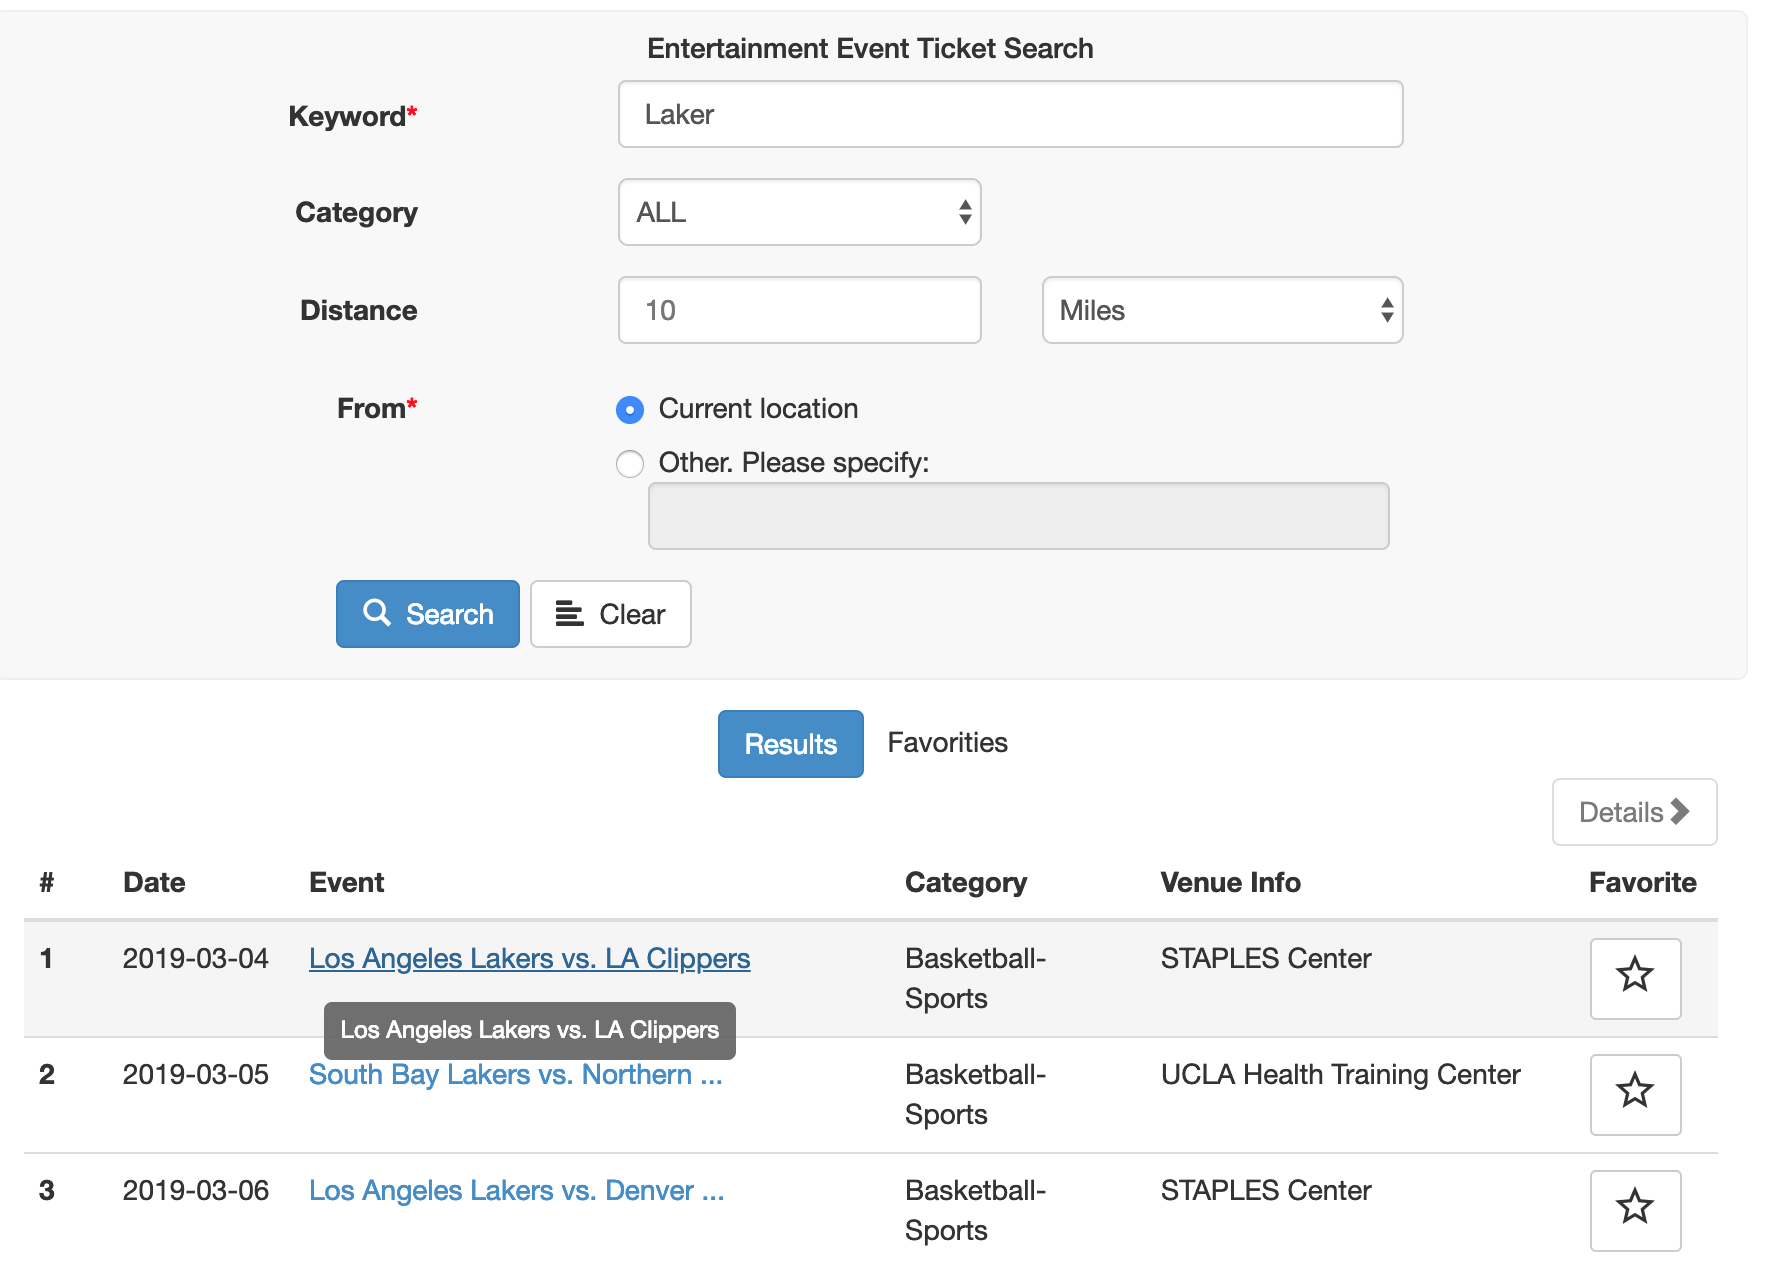 Entertainment Event Ticket Search
Keyword*
Laker
Category
ALL
Distance
10
Miles
From*
Current location
Other. Please specify:
Search
Clear
Results
Favorities
Details
# Date Event Category Venue Info Favorite
1 2019-03-04 Los Angeles Lakers vs. LA Clippers Basketball- STAPLES Center
Sports
Los Angeles Lakers vs. LA Clippers
2 2019-03-05 South Bay Lakers vs. Northern ... Basketball- UCLA Health Training Center
Sports
3 2019-03-06 Los Angeles Lakers vs. Denver ... Basketball- STAPLES Center
Sports